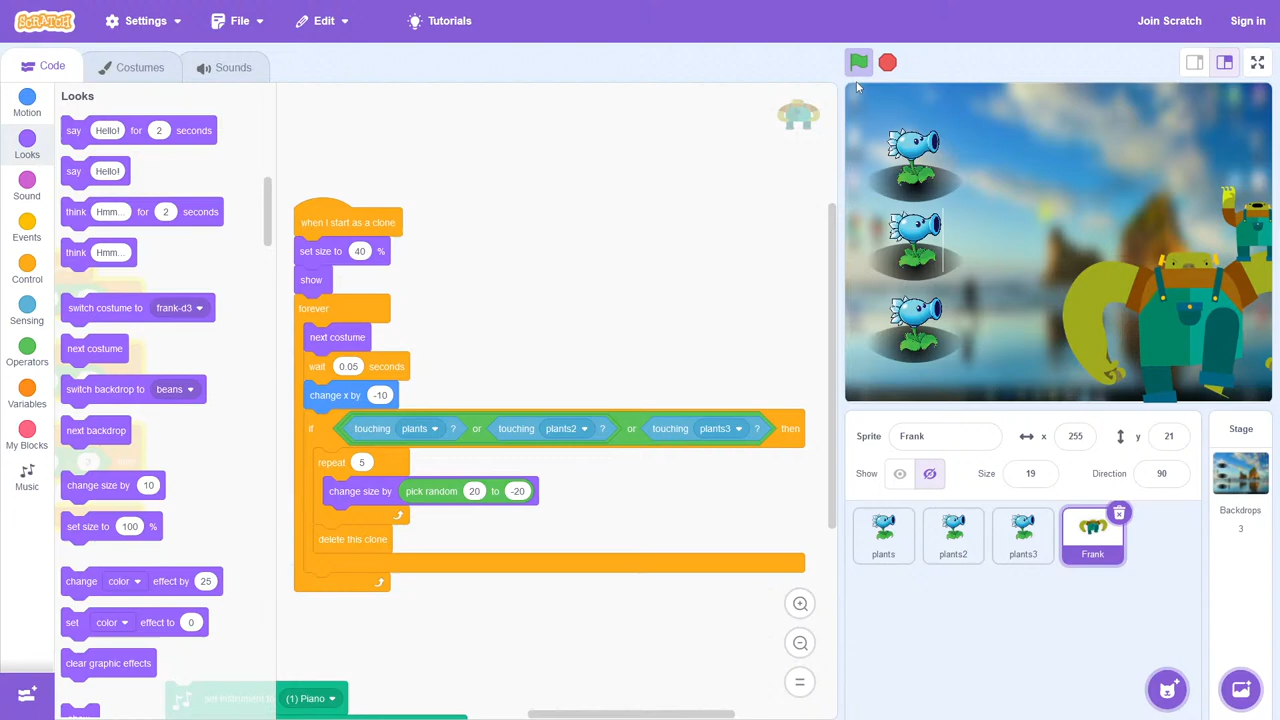 SCRATCH Settings File Edit Tutorials Join Scratch Sign in
Code Costumes Sounds
Motion
Looks
Sound
Events
Control
Sensing
Operators
Variables
My Blocks
Music
Looks
say Hello! for 2 seconds
say Hello!
think Hmm... for 2 seconds
think Hmm...
switch costume to frank-d3
next costume
switch backdrop to beans
next backdrop
change size by 10
set size to 100 %
change color effect by 25
set color effect to 0
clear graphic effects
when I start as a clone
set size to 40 %
show
forever
next costume
wait 0.05 seconds
change x by -10
if touching plants ? or touching plants2 ? or touching plants3 ? then
repeat 5
change size by pick random 20 to -20
delete this clone
set instrument to (1) Piano
Sprite Frank x 255 y 21
Show Size 19 Direction 90
plants plants2 plants3 Frank
Stage
Backdrops
3